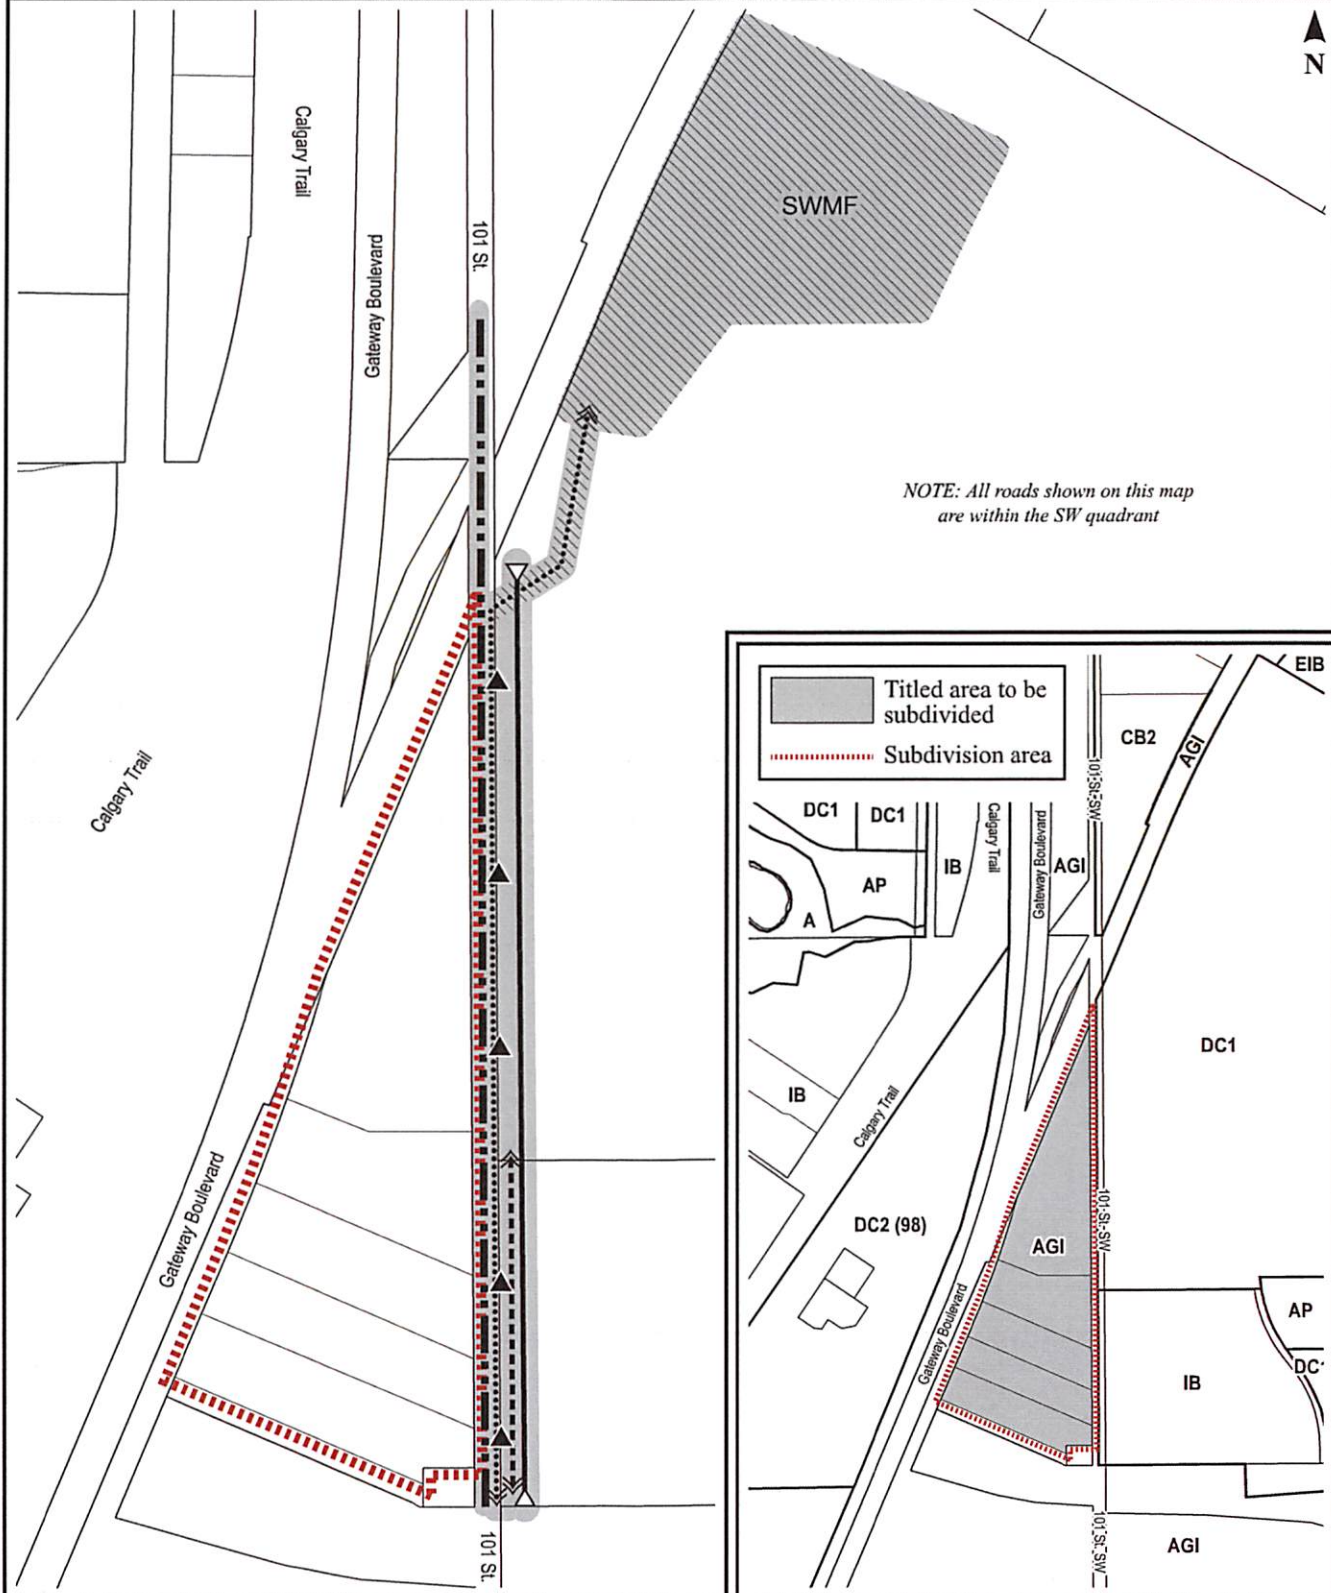 N
Calgary Trail
Gateway Boulevard
101 St.
SWMF
NOTE: All roads shown on this map
are within the SW quadrant
Calgary Trail
Gateway Boulevard
101 St.
Titled area to be
subdivided
Subdivision area
EIB
CB2
AGI
101 St. SW
DC1
DC1
Calgary Trail
Gateway Boulevard
IB
AGI
AP
A
DC1
IB
Calgary Trail
101 St. SW
DC2 (98)
AGI
Gateway Boulevard
AP
DC1
IB
101 St. SW
AGI